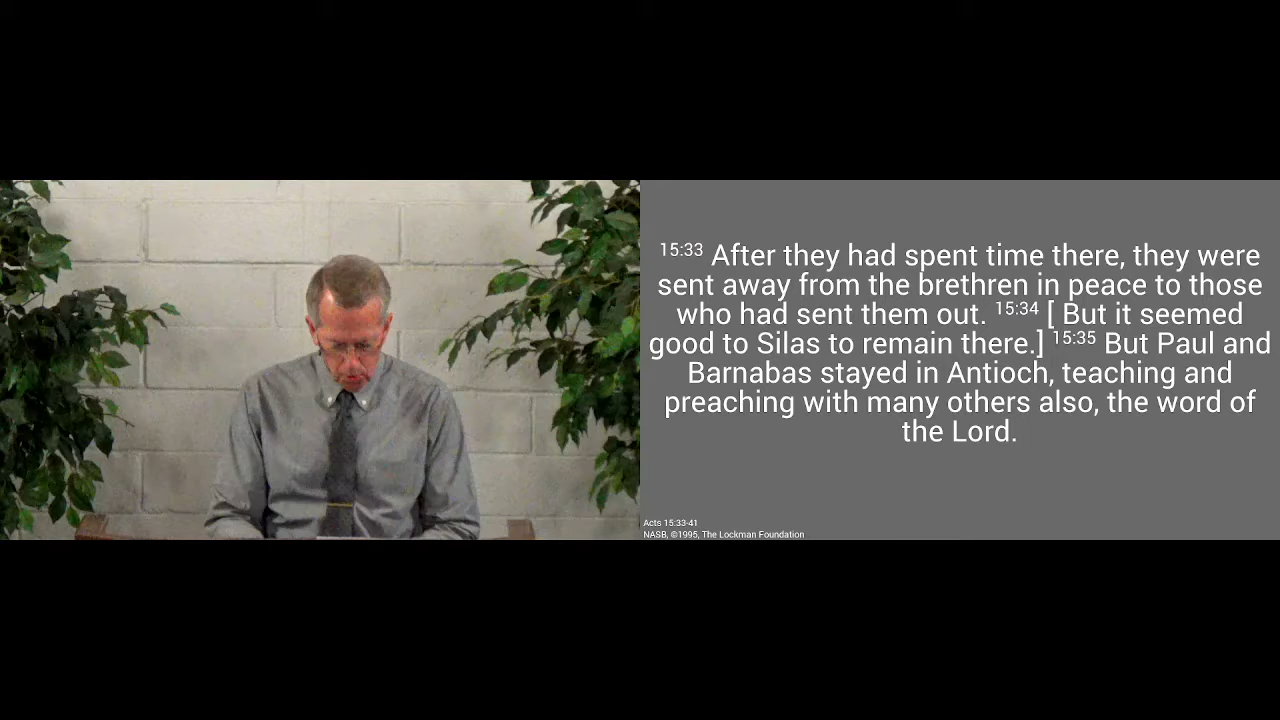 15:33 After they had spent time there, they were
sent away from the brethren in peace to those
who had sent them out. 15:34 [ But it seemed
good to Silas to remain there.] 15:35 But Paul and
Barnabas stayed in Antioch, teaching and
preaching with many others also, the word of
the Lord.
Acts 15:33-41
NASB, ©1995, The Lockman Foundation